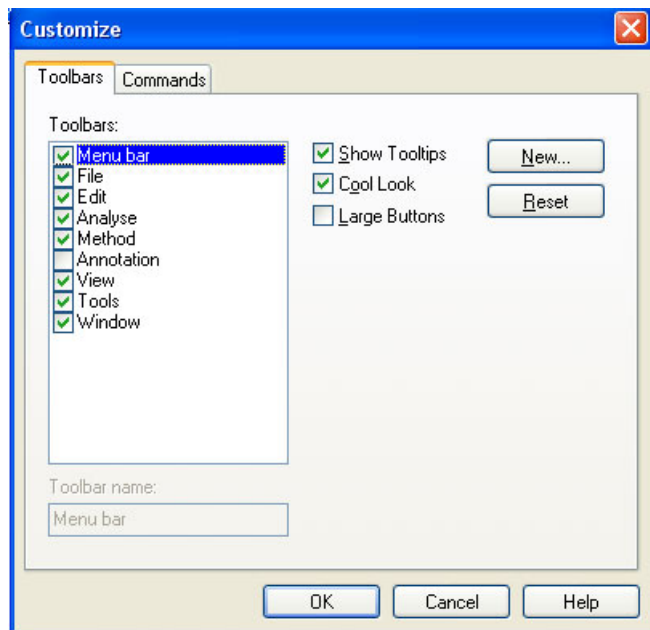 Customize
Toolbars
Commands
Toolbars:
Menu bar
File
Edit
Analyse
Method
Annotation
View
Tools
Window
Show Tooltips
Cool Look
Large Buttons
New...
Reset
Toolbar name:
Menu bar
OK
Cancel
Help